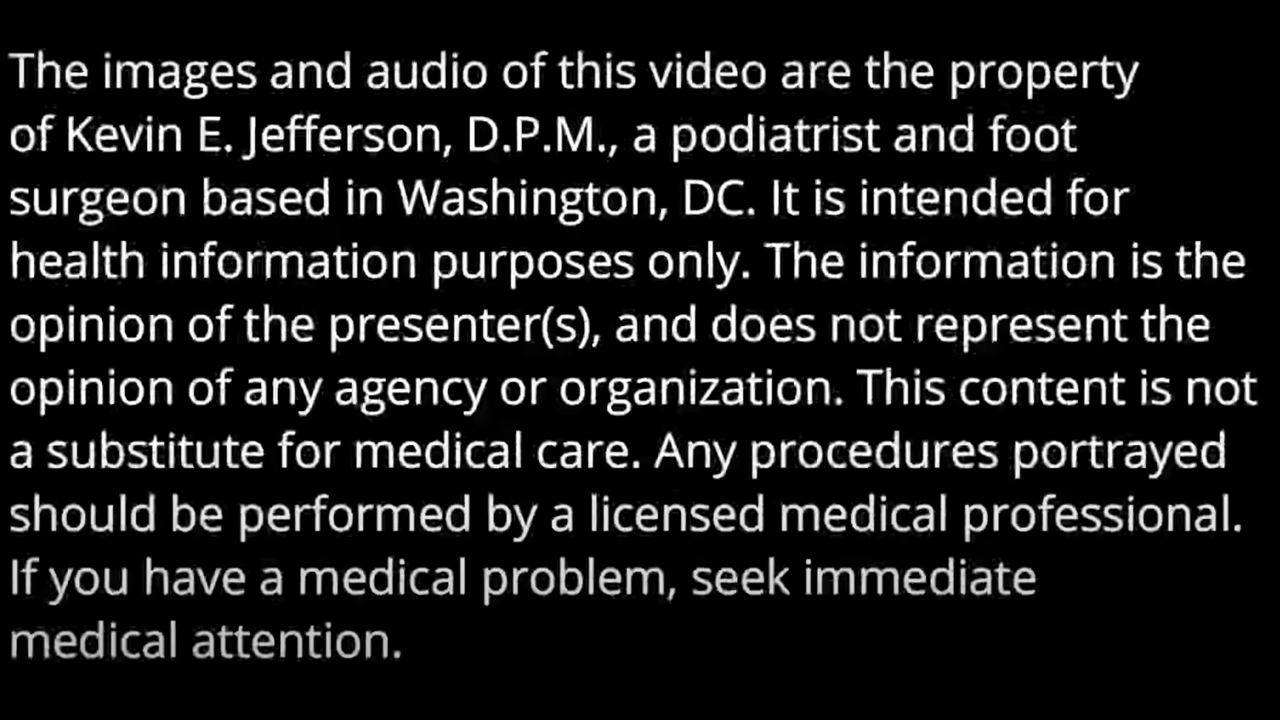 The images and audio of this video are the property
of Kevin E. Jefferson, D.P.M., a podiatrist and foot
surgeon based in Washington, DC. It is intended for
health information purposes only. The information is the
opinion of the presenter(s), and does not represent the
opinion of any agency or organization. This content is not
a substitute for medical care. Any procedures portrayed
should be performed by a licensed medical professional.
If you have a medical problem, seek immediate
medical attention.